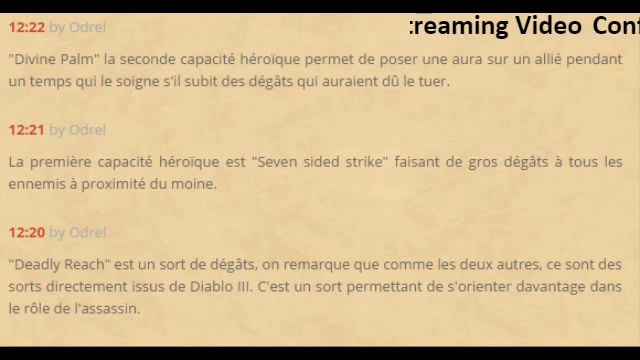 treaming Video Conf
12:22 by Odrel
"Divine Palm" la seconde capacité héroïque permet de poser une aura sur un allié pendant
un temps qui le soigne s'il subit des dégâts qui auraient dû le tuer.
12:21 by Odrel
La première capacité héroïque est "Seven sided strike" faisant de gros dégâts à tous les
ennemis à proximité du moine.
12:20 by Odrel
"Deadly Reach" est un sort de dégâts, on remarque que comme les deux autres, ce sont des
sorts directement issus de Diablo III. C'est un sort permettant de s'orienter davantage dans
le rôle de l'assassin.